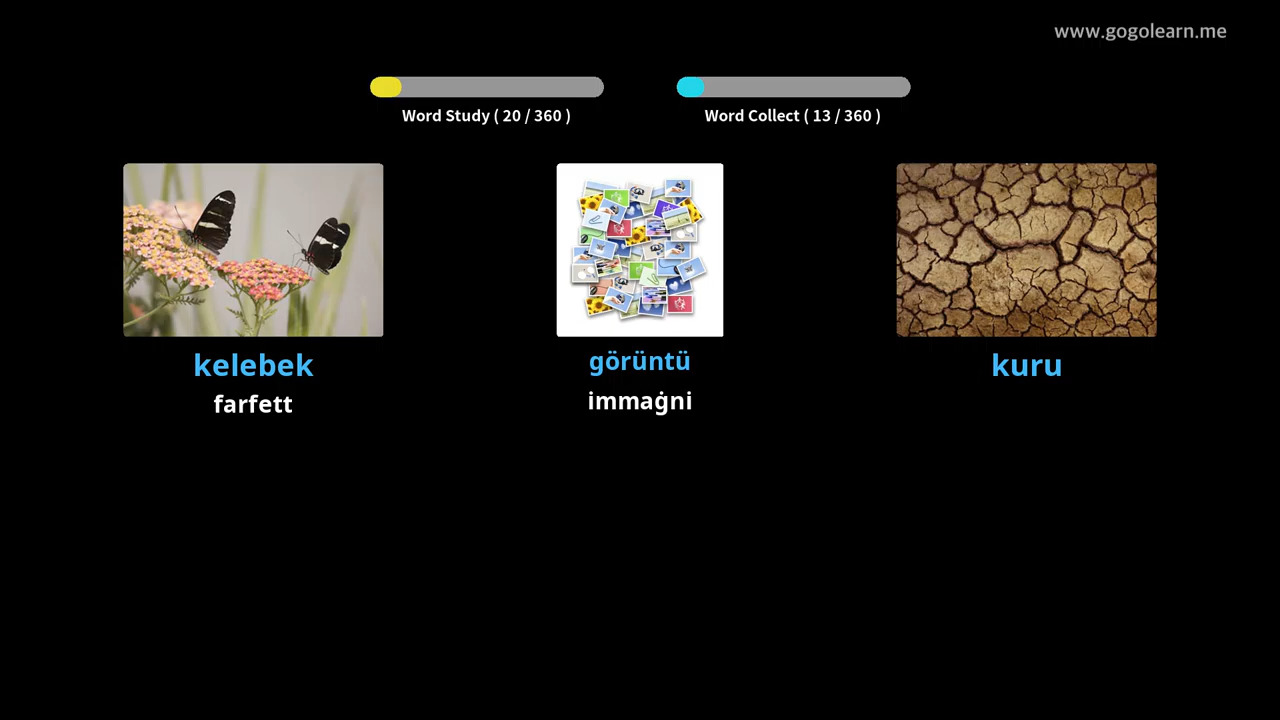 www.gogolearn.me
Word Study ( 20 / 360 )
Word Collect ( 13 / 360 )
kelebek
farfett
görüntü
immaġni
kuru